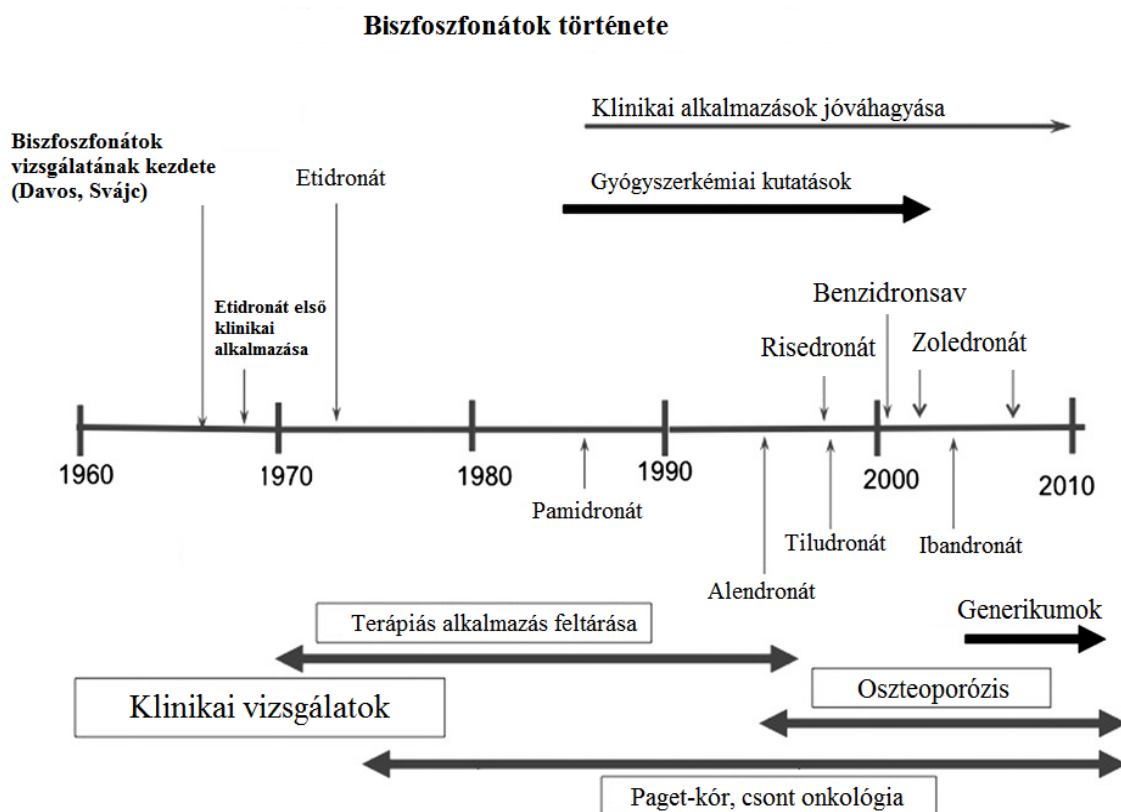 Biszfoszfonátok története
Klinikai alkalmazások jóváhagyása
Biszfoszfonátok
vizsgálatának kezdete
(Davos, Svájc)
Etidronát
Gyógyszerkémiai kutatások
Etidronát első
klinikai
alkalmazása
Benzidronsav
Risedronát
Zoledronát
1960
1970
1980
1990
2000
2010
Pamidronát
Tiludronát
Ibandronát
Alendronát
Generikumok
Terápiás alkalmazás feltárása
Klinikai vizsgálatok
Oszteoporózis
Paget-kór, csont onkológia